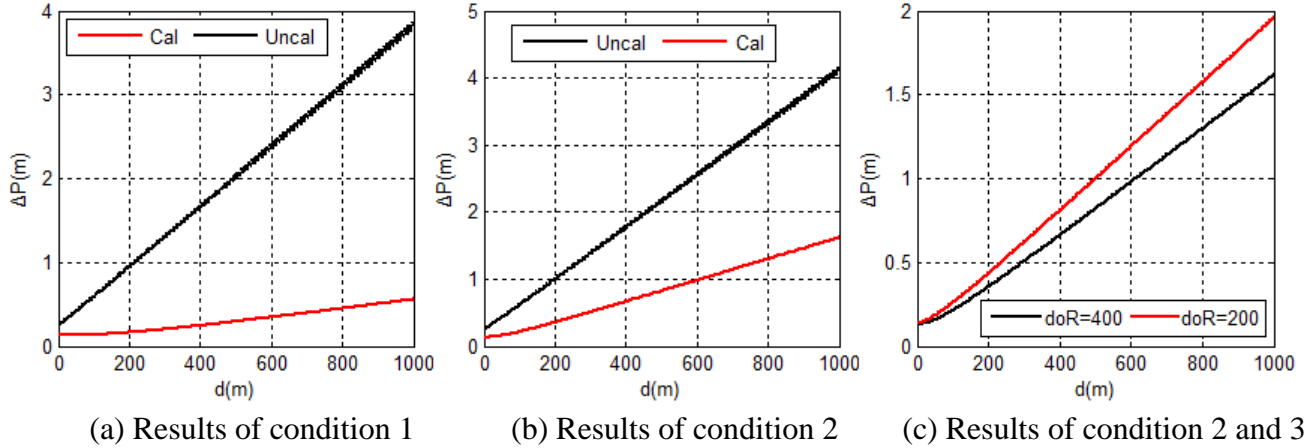 Cal Uncal
4
3
2
1
0
ΔP(m)
0 200 400 600 800 1000
d(m)
(a) Results of condition 1
Uncal Cal
5
4
3
2
1
0
ΔP(m)
0 200 400 600 800 1000
d(m)
(b) Results of condition 2
2
1.5
1
0.5
0
ΔP(m)
doR=400 doR=200
0 200 400 600 800 1000
d(m)
(c) Results of condition 2 and 3